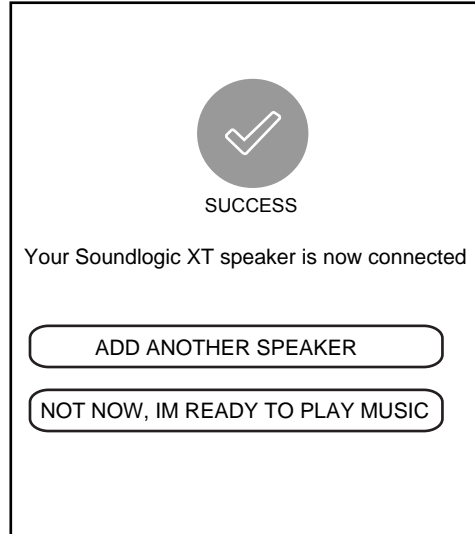 SUCCESS
Your Soundlogic XT speaker is now connected
ADD ANOTHER SPEAKER
NOT NOW, IM READY TO PLAY MUSIC